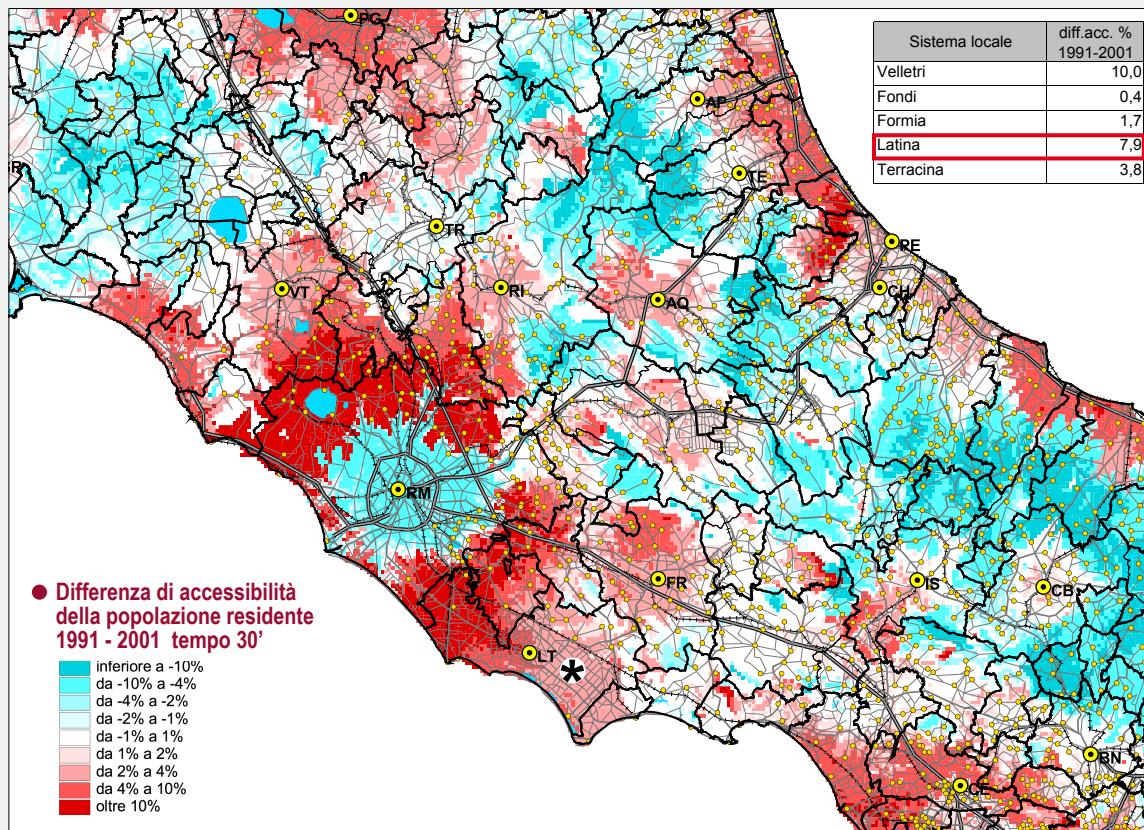 Sistema locale diff.acc. % 1991-2001
Velletri 10,0
Fondi 0,4
Formia 1,7
Latina 7,9
Terracina 3,8
PG
AP
TE
TR
PE
VT
RI
AQ
CH
RM
FR
IS
CB
LT
*
BN
CE
Differenza di accessibilità
della popolazione residente
1991 - 2001 tempo 30'
inferiore a -10%
da -10% a -4%
da -4% a -2%
da -2% a -1%
da -1% a 1%
da 1% a 2%
da 2% a 4%
da 4% a 10%
oltre 10%